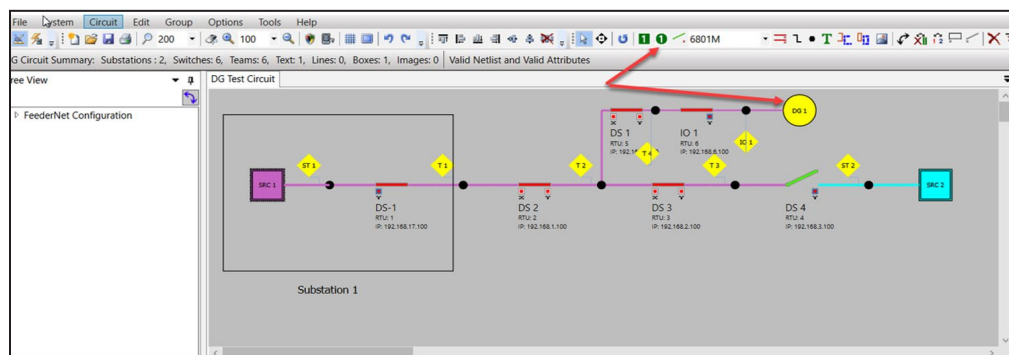 File System Circuit Edit Group Options Tools Help
200 100 1 1 6801M T
G Circuit Summary: Substations : 2, Switches: 6, Teams: 6, Text: 1, Lines: 0, Boxes: 1, Images: 0 Valid Netlist and Valid Attributes
ree View DG Test Circuit
FeederNet Configuration
DG 1
DS 1 IO 1
RTU: 5 RTU: 6
IP: 192.1 IP: 192.168.6.100
T 4 IO 1
ST 1 T 1 T 2 T 3 ST 2
SRC 1 SRC 2
DS-1 DS 2 DS 3 DS 4
RTU: 1 RTU: 2 RTU: 3 RTU: 4
IP: 192.168.17.100 IP: 192.168.1.100 IP: 192.168.2.100 IP: 192.168.3.100
Substation 1